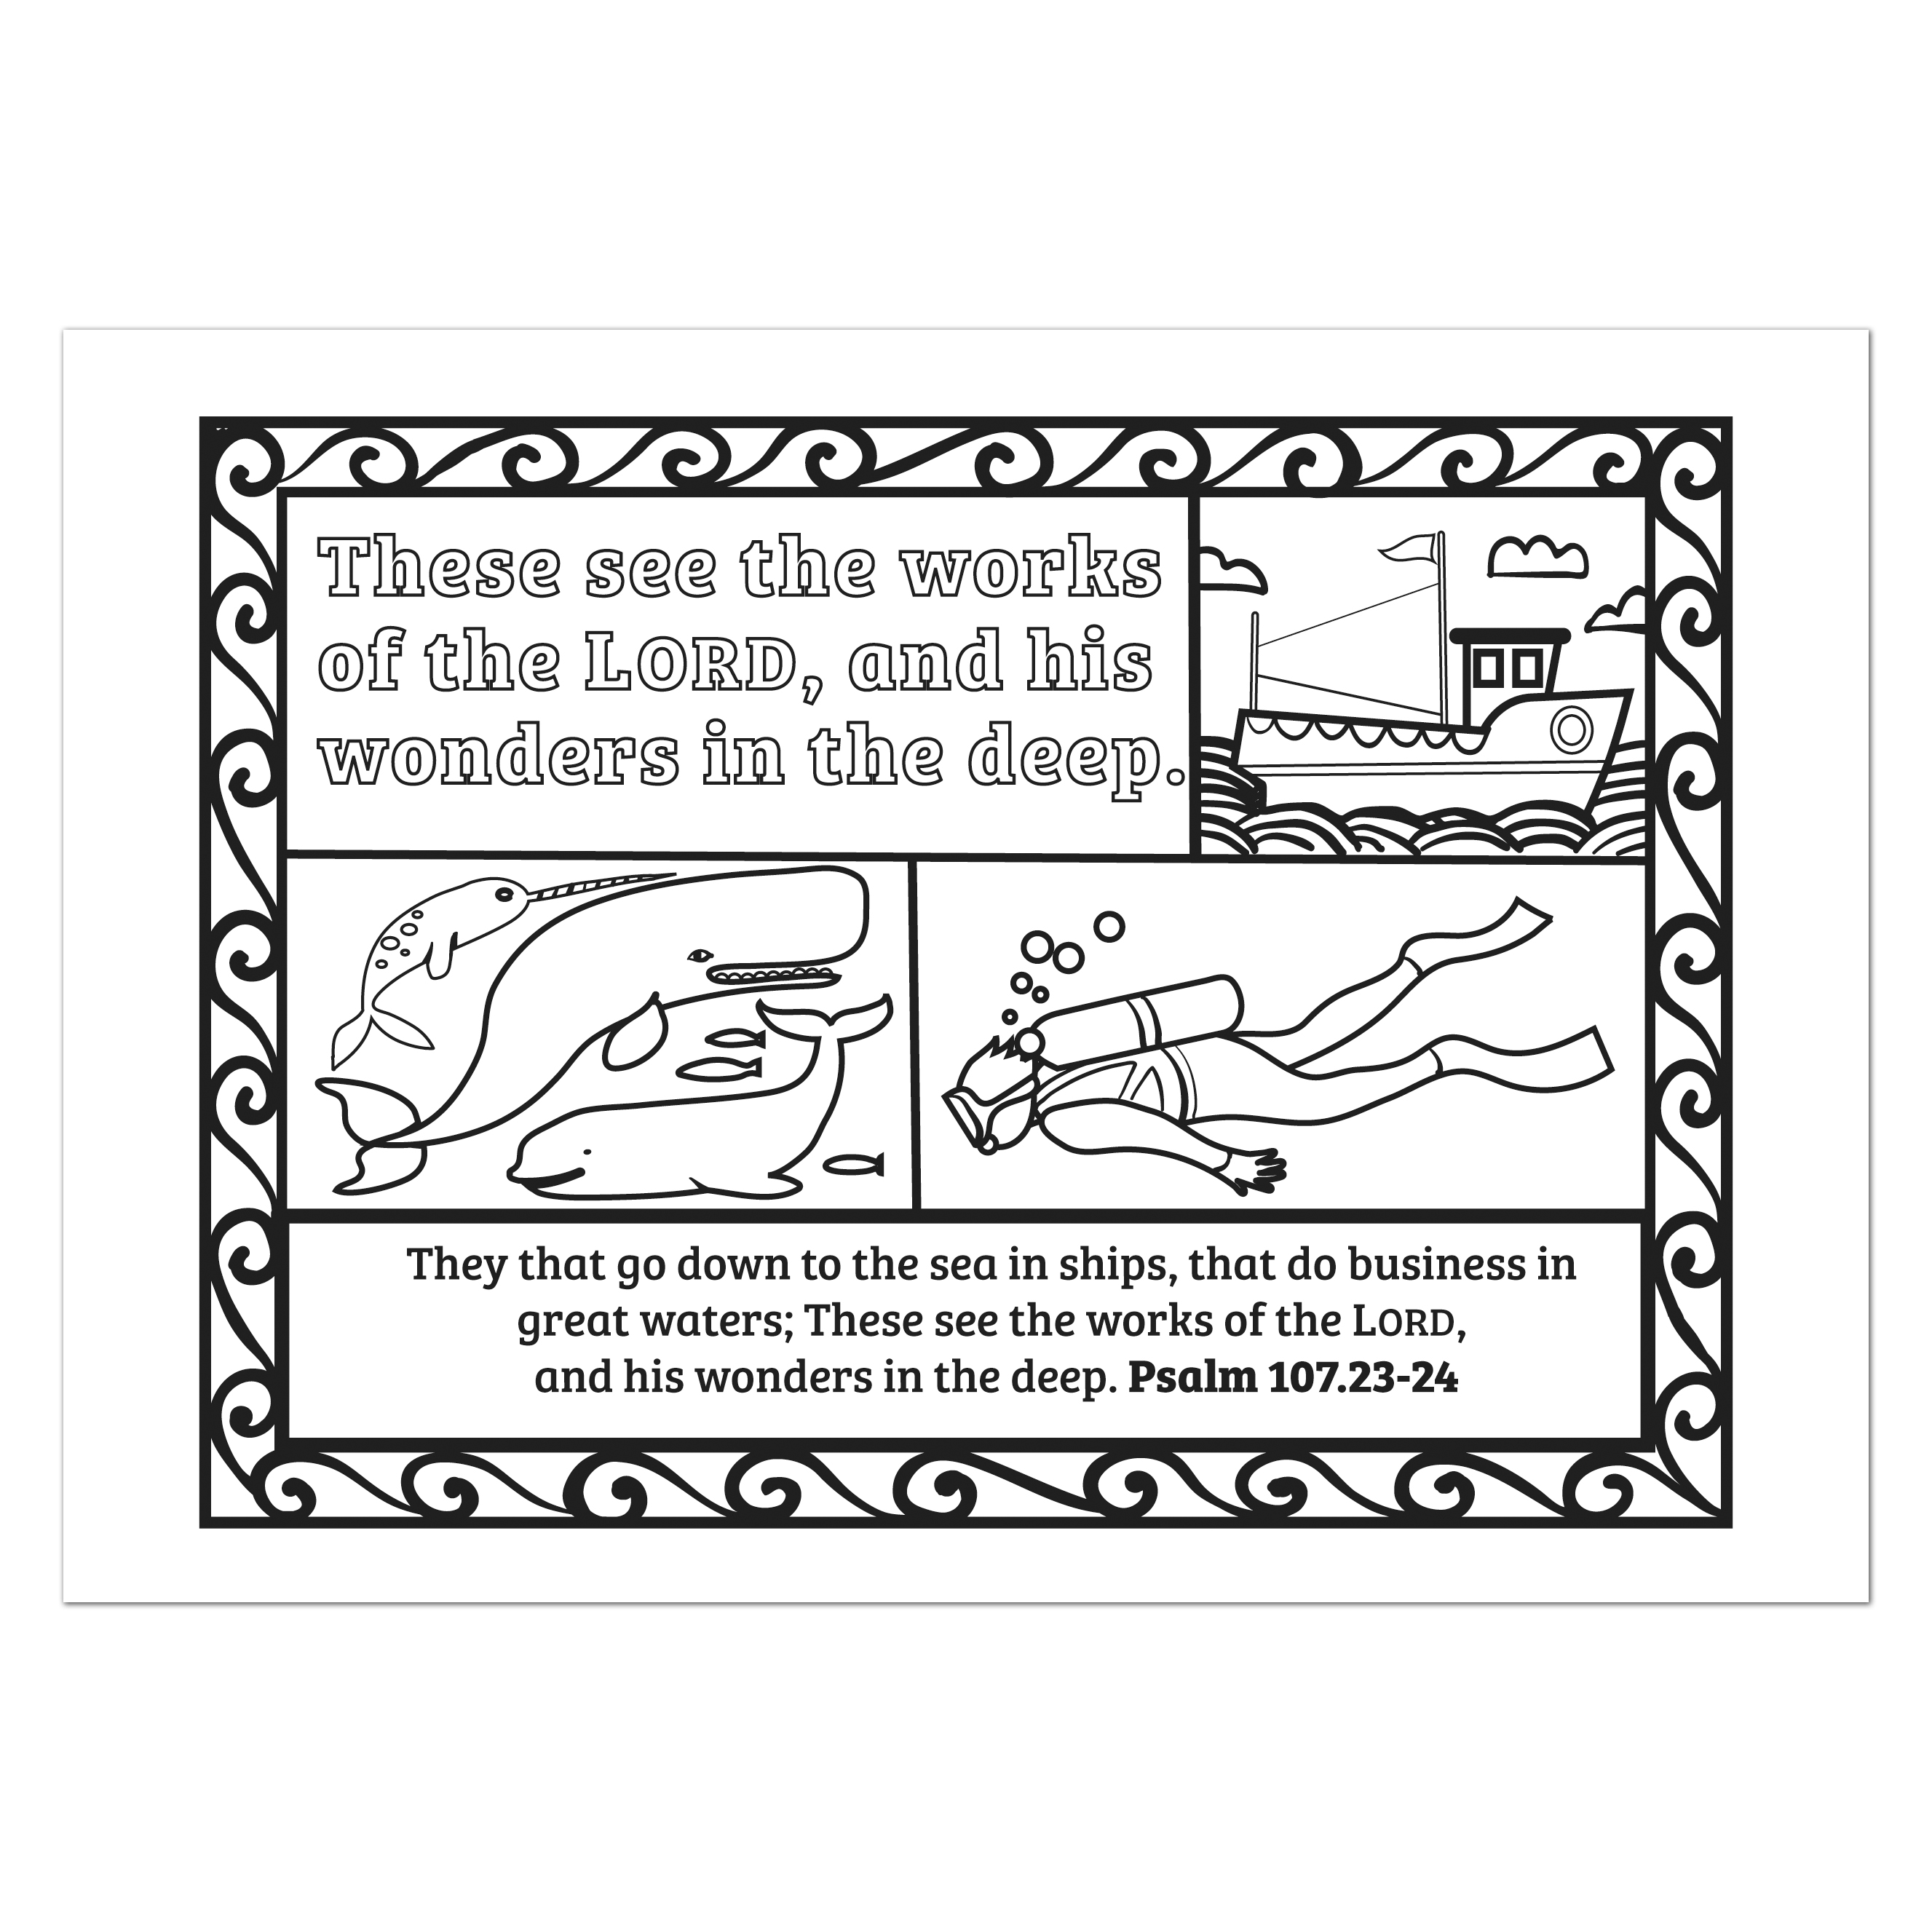 These see the works
of the LORD, and his
wonders in the deep.
They that go down to the sea in ships, that do business in
great waters; These see the works of the LORD,
and his wonders in the deep. Psalm 107.23-24